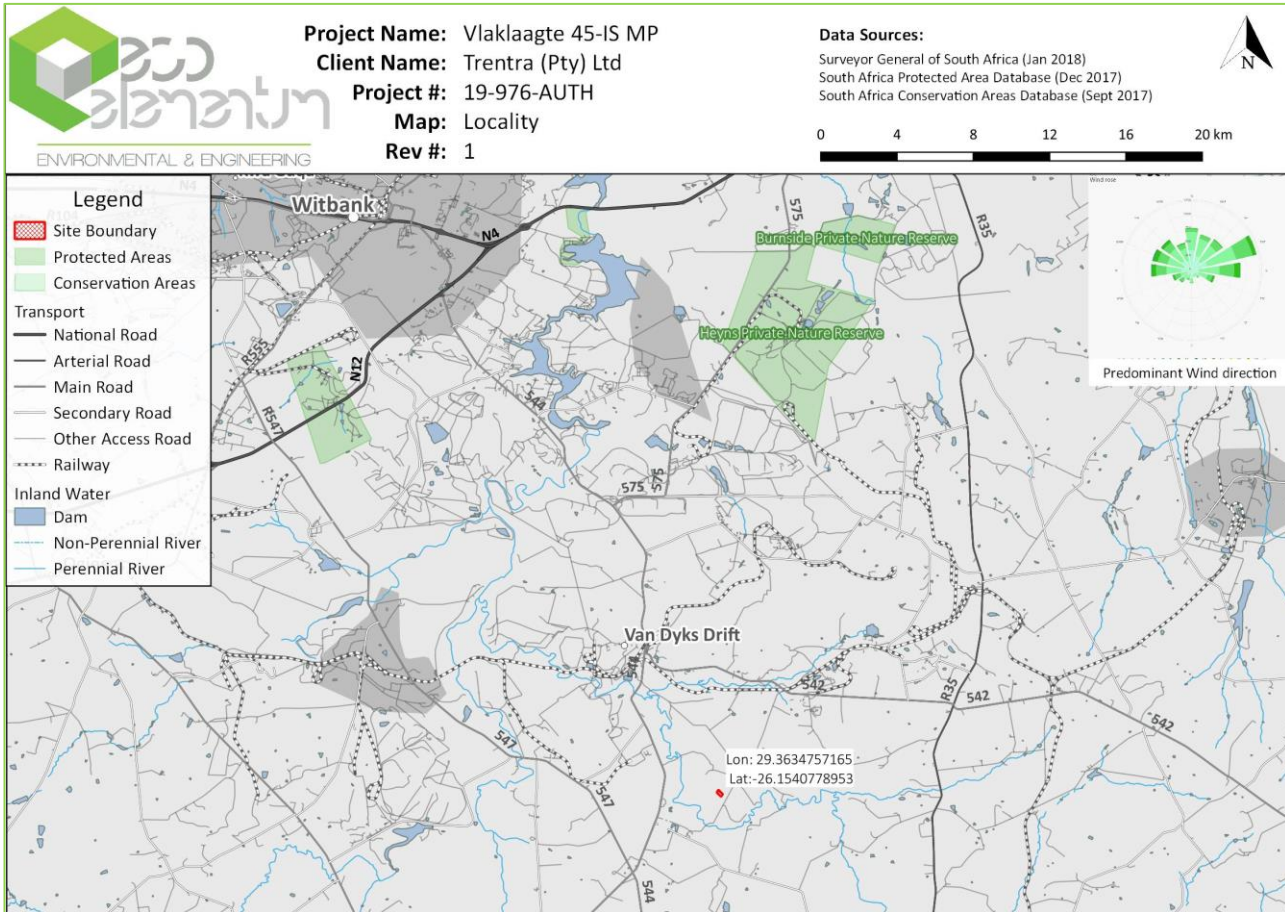 eco
elementum
ENVIRONMENTAL & ENGINEERING
Project Name: Vlaklaagte 45-IS MP
Client Name: Trentra (Pty) Ltd
Project #: 19-976-AUTH
Map: Locality
Rev #: 1
Data Sources:
Surveyor General of South Africa (Jan 2018)
South Africa Protected Area Database (Dec 2017)
South Africa Conservation Areas Database (Sept 2017)
N
0 4 8 12 16 20 km
Legend
Site Boundary
Protected Areas
Conservation Areas
Transport
National Road
Arterial Road
Main Road
Secondary Road
Other Access Road
Railway
Inland Water
Dam
Non-Perennial River
Perennial River
N4
R104
Witbank
N4
575
R35
Burnside Private Nature Reserve
Heyns Private Nature Reserve
Wind rose
Predominant Wind direction
R555
N12
R547
544
575
575
Van Dyks Drift
544
542
R35
542
542
547
547
Lon: 29.3634757165
Lat:-26.1540778953
544